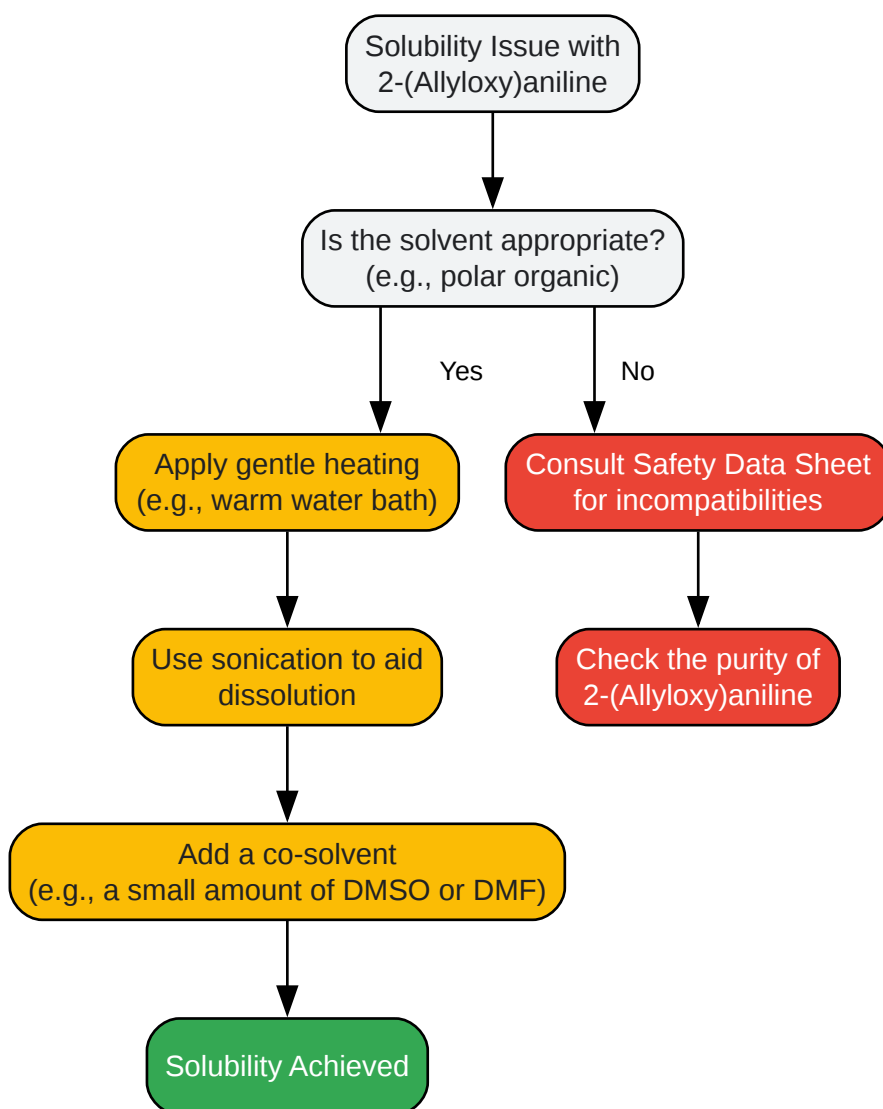 Solubility Issue with
2-(Allyloxy)aniline
Is the solvent appropriate?
(e.g., polar organic)
Yes
No
Apply gentle heating
(e.g., warm water bath)
Consult Safety Data Sheet
for incompatibilities
Use sonication to aid
dissolution
Check the purity of
2-(Allyloxy)aniline
Add a co-solvent
(e.g., a small amount of DMSO or DMF)
Solubility Achieved